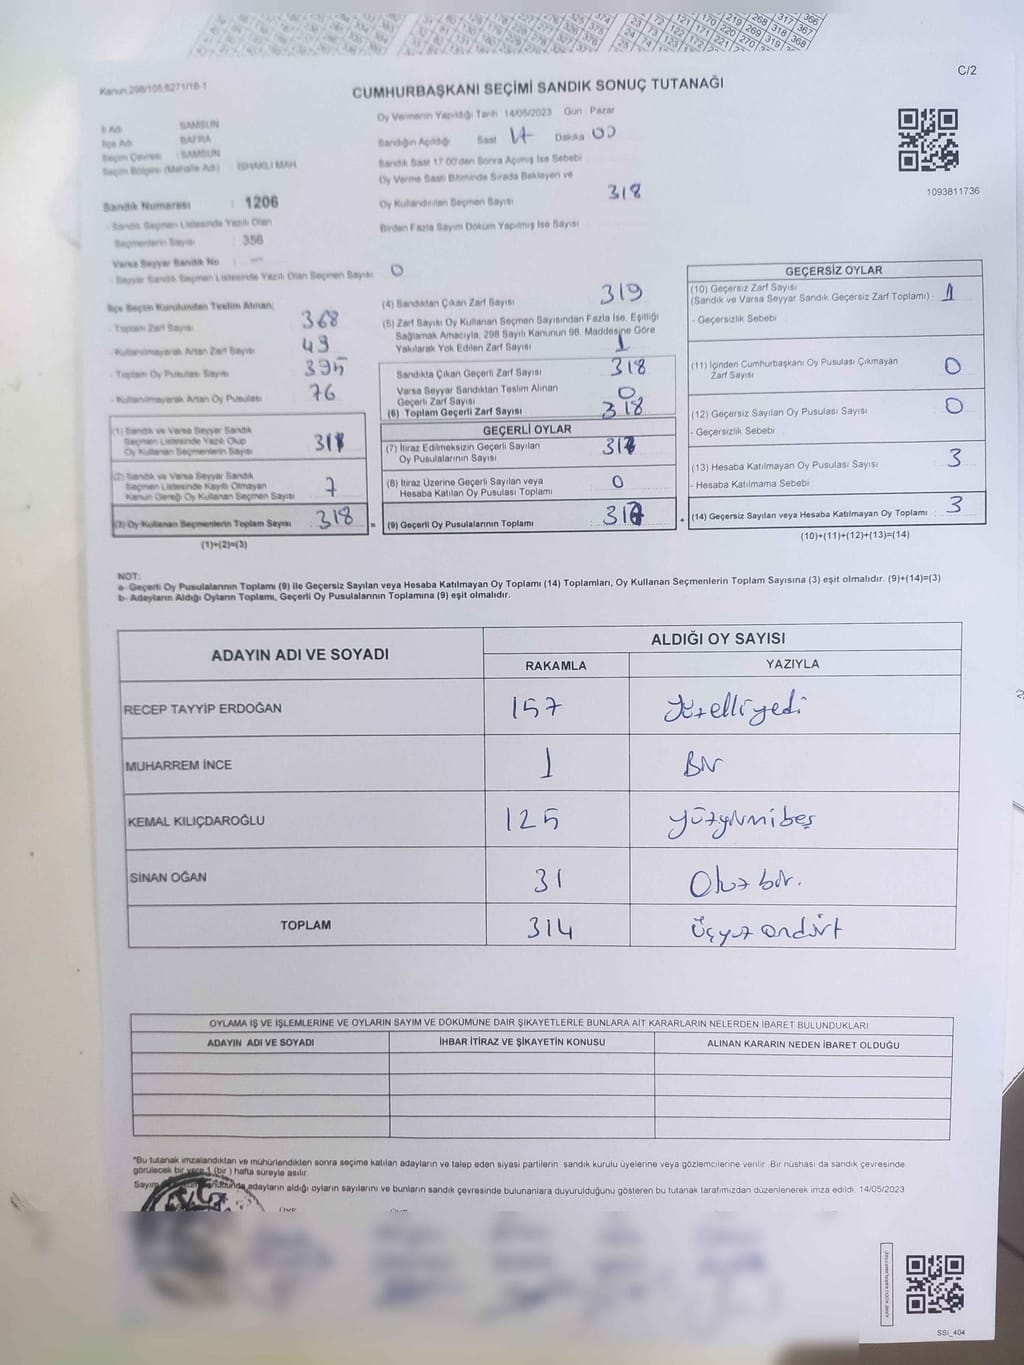 C/2
Kanun:298/105;6271/18-1
CUMHURBAŞKANI SEÇİMİ SANDIK SONUÇ TUTANAĞI
1093811736
İl Adı : SAMSUN
İlçe Adı : BAFRA
Seçim Çevresi : SAMSUN
Seçim Bölgesi (Mahalle Adı) : İSHAKLI MAH.
Sandık Numarası : 1206
- Sandık Seçmen Listesinde Yazılı Olan
Seçmenlerin Sayısı : 356
Varsa Seyyar Sandık No : -
- Seyyar Sandık Seçmen Listesinde Yazılı Olan Seçmen Sayısı: 0
Oy Vermenin Yapıldığı Tarih : 14/05/2023 Gün : Pazar
Sandığın Açıldığı Saat 17 Dakika 00
Sandık Saat 17:00'den Sonra Açılmış İse Sebebi
Oy Verme Saati Bitiminde Sırada Bekleyen ve
Oy Kullandırılan Seçmen Sayısı 318
Birden Fazla Sayım Döküm Yapılmış İse Sayısı
İlçe Seçim Kurulundan Teslim Alınan;
- Toplam Zarf Sayısı 368
- Kullanılmayarak Artan Zarf Sayısı 49
- Toplam Oy Pusulası Sayısı 395
- Kullanılmayarak Artan Oy Pusulası 76
(1) Sandık ve Varsa Seyyar Sandık
Seçmen Listesinde Yazılı Olup
Oy Kullanan Seçmenlerin Sayısı 311
(2) Sandık ve Varsa Seyyar Sandık
Seçmen Listesinde Kayıtlı Olmayan
Kanun Gereği Oy Kullanan Seçmen Sayısı 7
(3) Oy Kullanan Seçmenlerin Toplam Sayısı 318
(1)+(2)=(3)
(4) Sandıktan Çıkan Zarf Sayısı 319
(5) Zarf Sayısı Oy Kullanan Seçmen Sayısından Fazla İse, Eşitliği
Sağlamak Amacıyla, 298 Sayılı Kanunun 98. Maddesine Göre
Yakılarak Yok Edilen Zarf Sayısı 1
Sandıkta Çıkan Geçerli Zarf Sayısı 318
Varsa Seyyar Sandıktan Teslim Alınan
Geçerli Zarf Sayısı 0
(6) Toplam Geçerli Zarf Sayısı 318
GEÇERLİ OYLAR
(7) İtiraz Edilmeksizin Geçerli Sayılan
Oy Pusulalarının Sayısı
(8) İtiraz Üzerine Geçerli Sayılan veya
Hesaba Katılan Oy Pusulası Toplamı 0
= (9) Geçerli Oy Pusulalarının Toplamı
GEÇERSİZ OYLAR
(10) Geçersiz Zarf Sayısı
(Sandık ve Varsa Seyyar Sandık Geçersiz Zarf Toplamı) : 1
- Geçersizlik Sebebi
(11) İçinden Cumhurbaşkanı Oy Pusulası Çıkmayan
Zarf Sayısı 0
(12) Geçersiz Sayılan Oy Pusulası Sayısı 0
- Geçersizlik Sebebi
(13) Hesaba Katılmayan Oy Pusulası Sayısı 3
- Hesaba Katılmama Sebebi
+ (14) Geçersiz Sayılan veya Hesaba Katılmayan Oy Toplamı 3
(10)+(11)+(12)+(13)=(14)
NOT:
a- Geçerli Oy Pusulalarının Toplamı (9) ile Geçersiz Sayılan veya Hesaba Katılmayan Oy Toplamı (14) Toplamları, Oy Kullanan Seçmenlerin Toplam Sayısına (3) eşit olmalıdır. (9)+(14)=(3)
b- Adayların Aldığı Oyların Toplamı, Geçerli Oy Pusulalarının Toplamına (9) eşit olmalıdır.
ADAYIN ADI VE SOYADI ALDIĞI OY SAYISI
RAKAMLA YAZIYLA
RECEP TAYYİP ERDOĞAN 157 Yüzelliyedi
MUHARREM İNCE 1 Bir
KEMAL KILIÇDAROĞLU 125 yüzyirmibeş
SİNAN OĞAN 31 Otuz bir.
TOPLAM 314 üçyüz ondört
OYLAMA İŞ VE İŞLEMLERİNE VE OYLARIN SAYIM VE DÖKÜMÜNE DAİR ŞİKAYETLERLE BUNLARA AİT KARARLARIN NELERDEN İBARET BULUNDUKLARI
ADAYIN ADI VE SOYADI İHBAR İTİRAZ VE ŞİKAYETİN KONUSU ALINAN KARARIN NEDEN İBARET OLDUĞU
*Bu tutanak imzalandıktan ve mühürlendikten sonra seçime katılan adayların ve talep eden siyasi partilerin sandık kurulu üyelerine veya gözlemcilerine verilir. Bir nüshası da sandık çevresinde
görülecek bir yere 1 (bir) hafta süreyle asılır.
Sayım adayların aldığı oyların sayılarını ve bunların sandık çevresinde bulunanlara duyurulduğunu gösteren bu tutanak tarafımızdan düzenlenerek imza edildi. 14/05/2023
SSİ_404